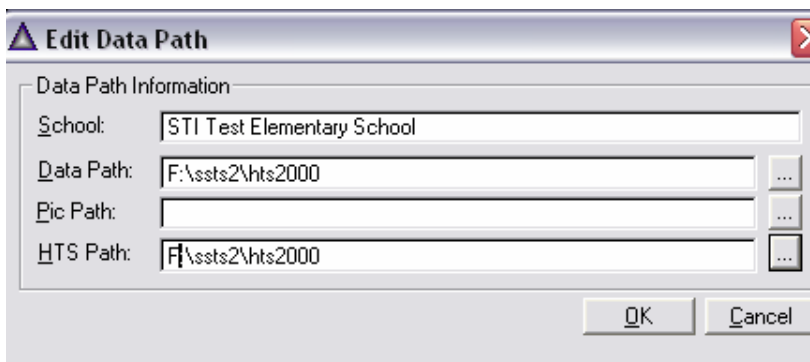 Edit Data Path
Data Path Information
School: STI Test Elementary School
Data Path: F:\ssts2\hts2000 ...
Pic Path: ...
HTS Path: F:\ssts2\hts2000 ...
OK Cancel